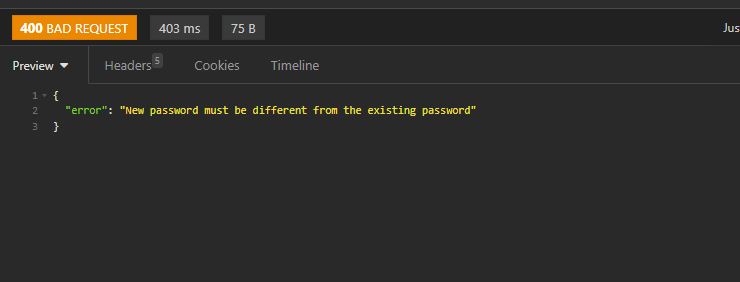 400 BAD REQUEST 403 ms 75 B Jus
Preview Headers 5 Cookies Timeline
1 {
2 "error": "New password must be different from the existing password"
3 }